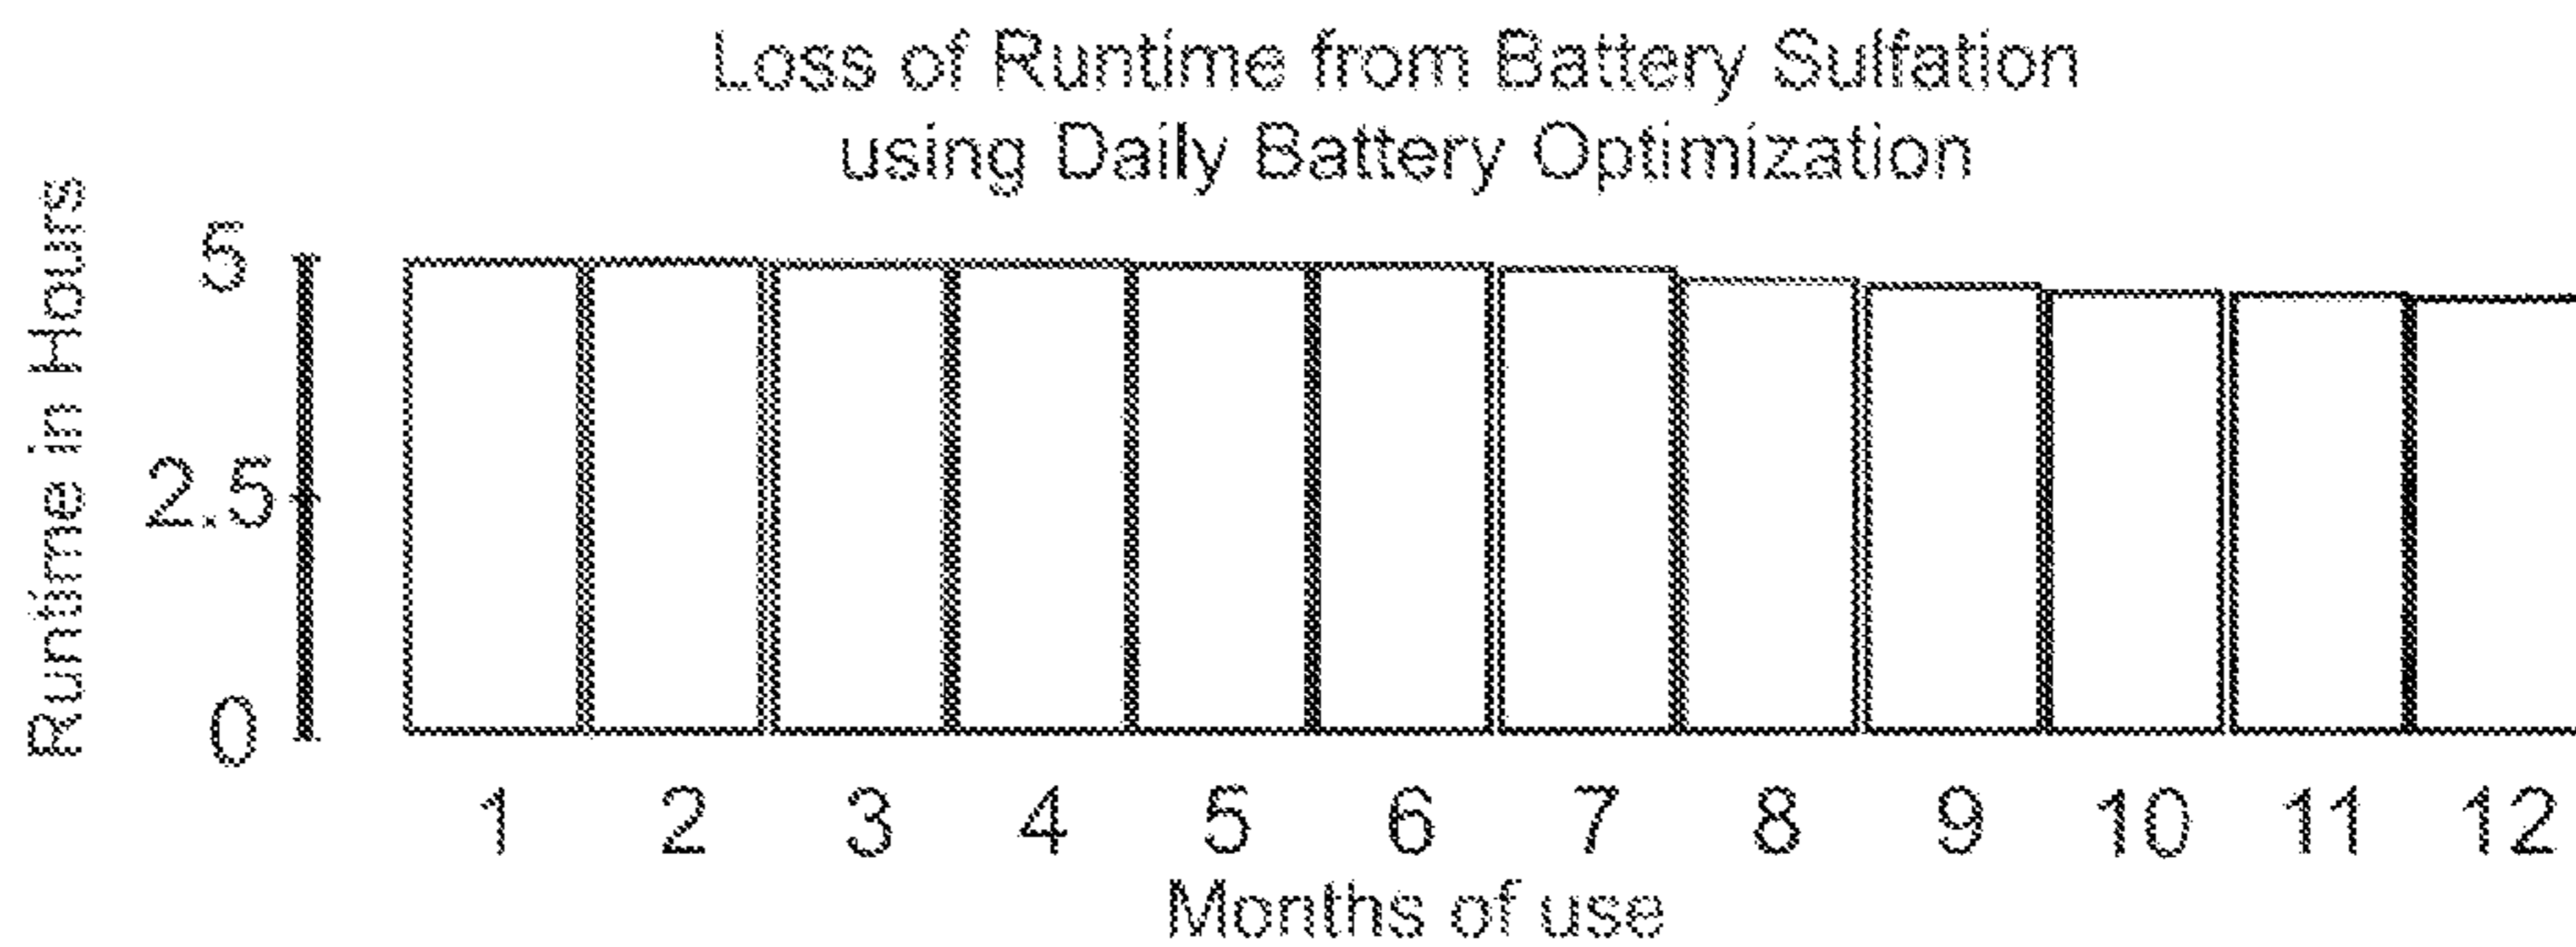 Loss of Runtime from Battery Sulfation
using Daily Battery Optimization
Runtime in Hours
5
2.5
0
1 2 3 4 5 6 7 8 9 10 11 12
Months of use